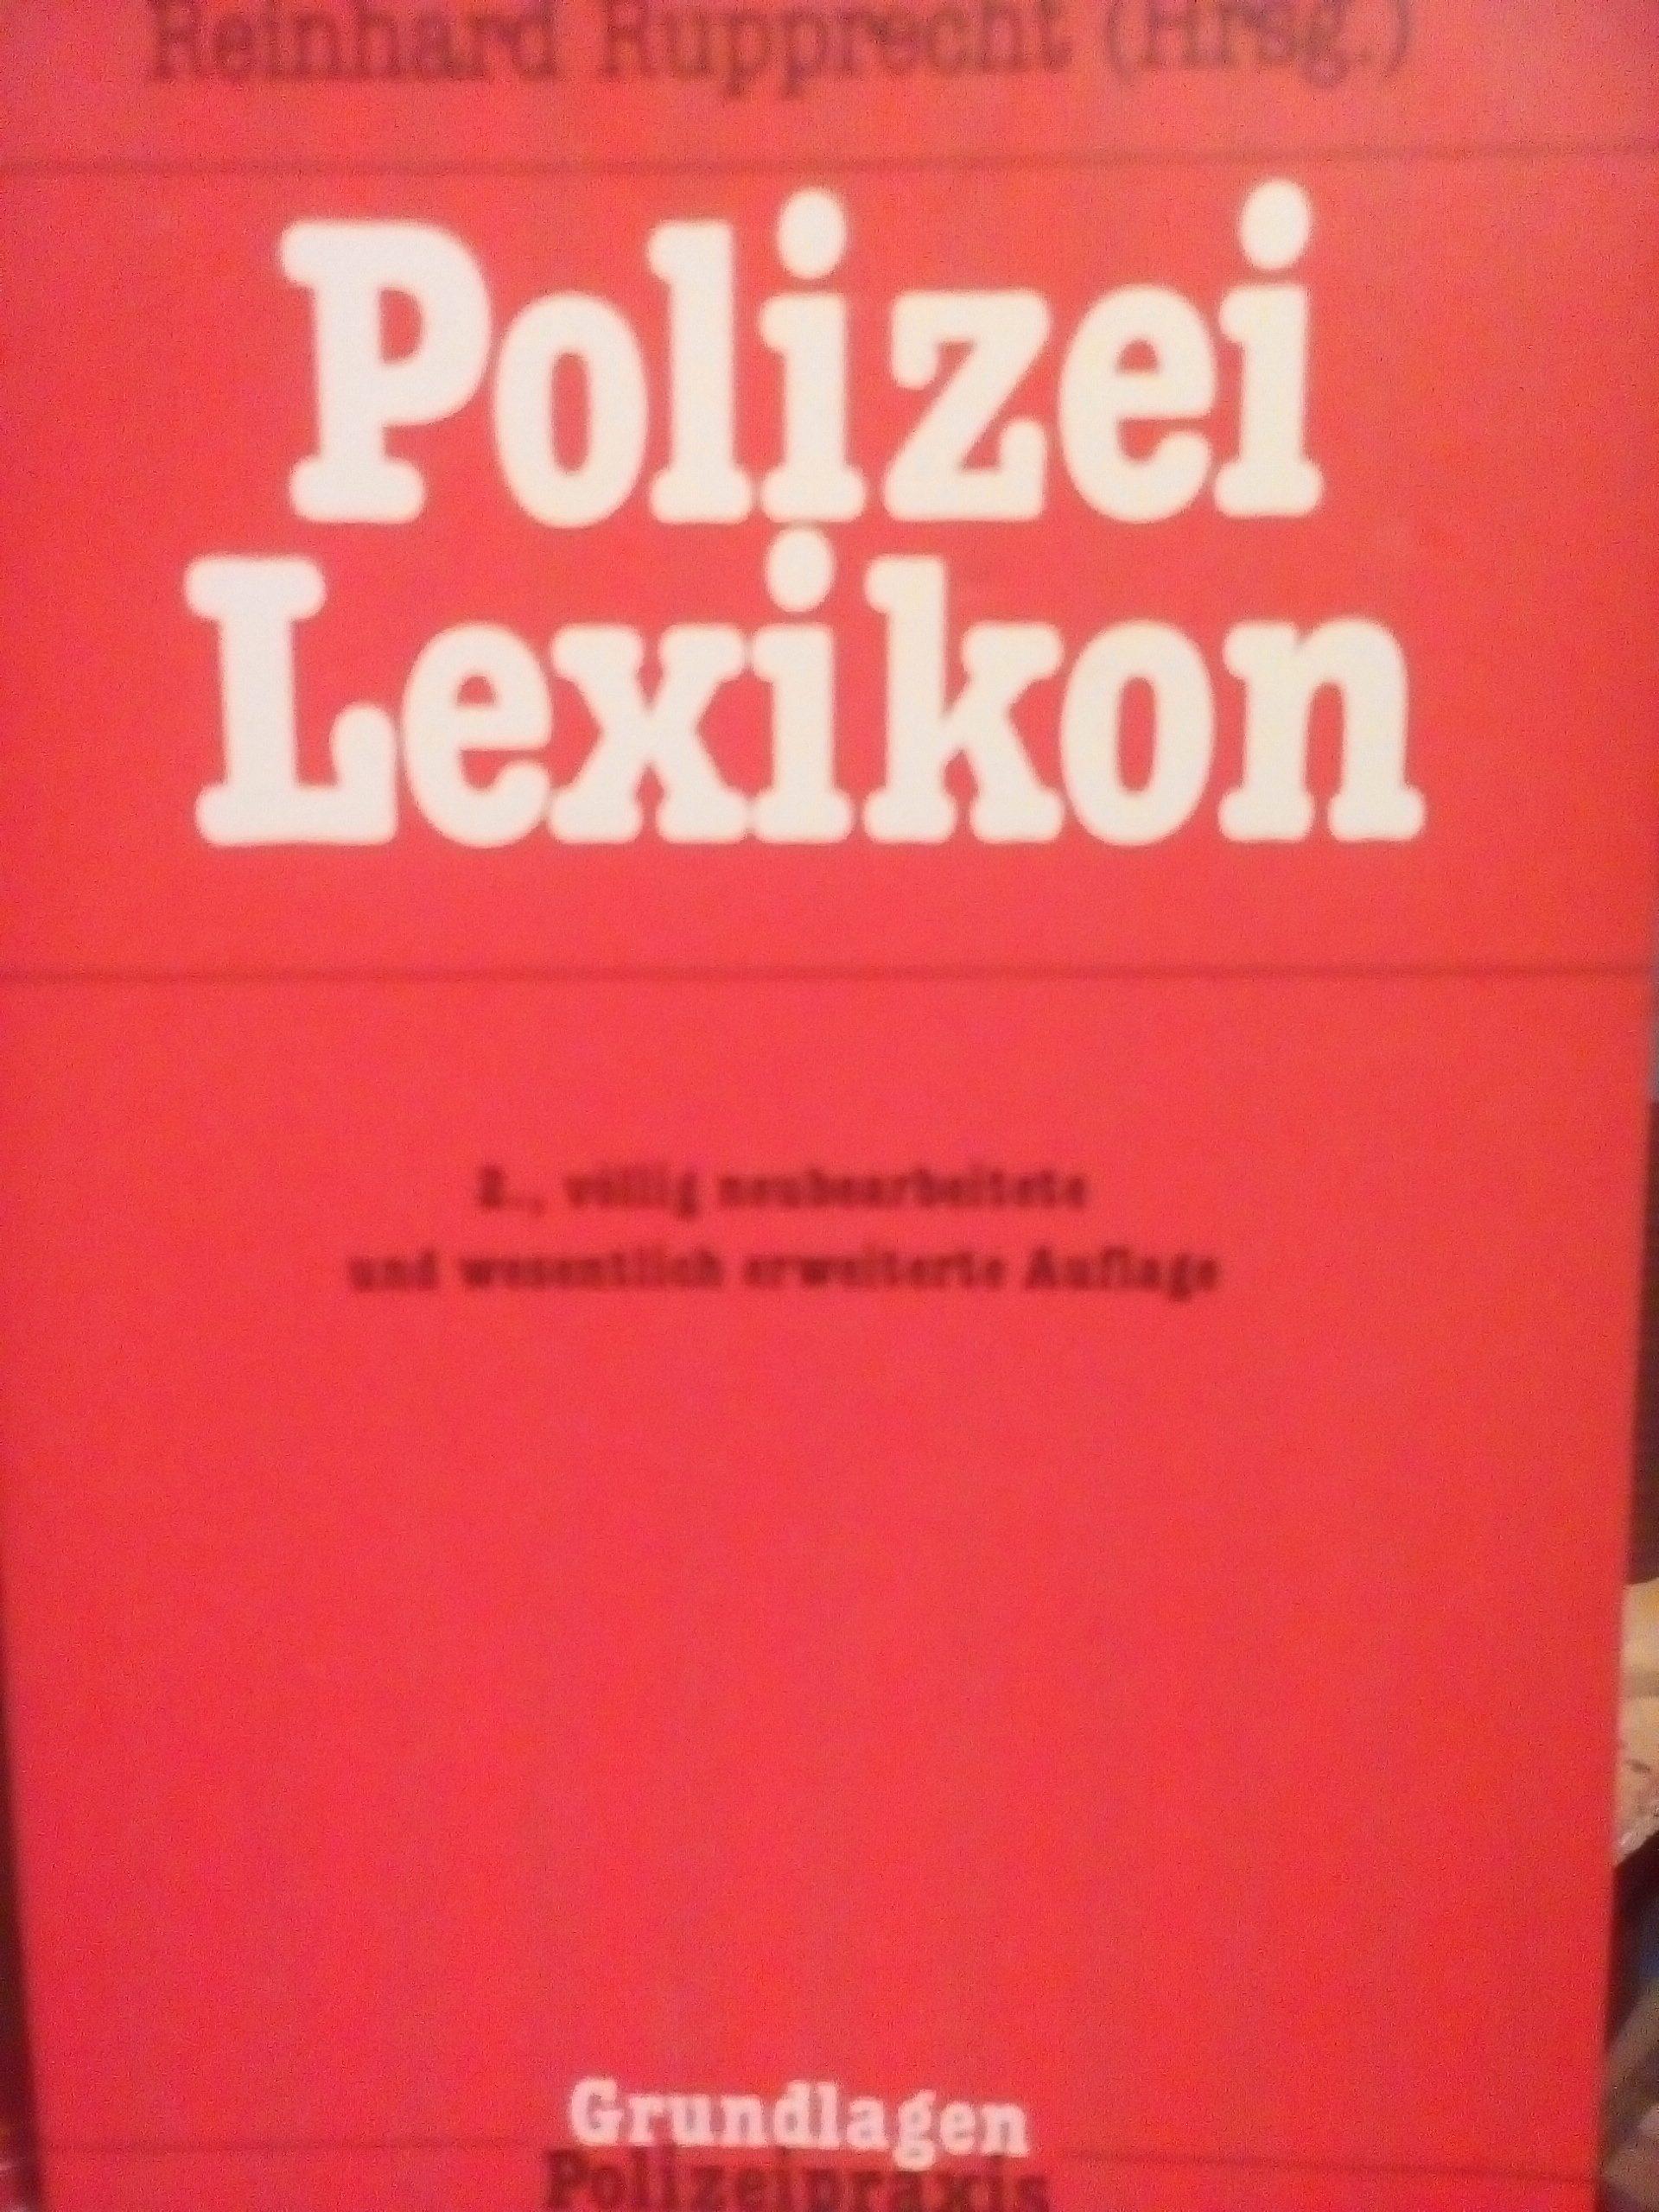 Reinhard Rupprecht (Hrsg.)
Polizei
Lexikon
2., völlig neubearbeitete
und wesentlich erweiterte Auflage
Grundlagen
Polizeipraxis